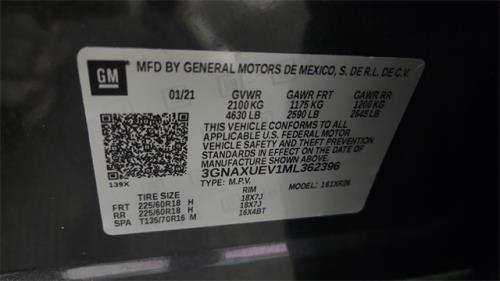 GM
MFD BY GENERAL MOTORS DE MEXICO, S. DE R.L. DE C.V.
01/21 GVWR GAWR FRT GAWR RR
2100 KG 1175 KG 1200 KG
4630 LB 2590 LB 2645 LB
THIS VEHICLE CONFORMS TO ALL
APPLICABLE U.S. FEDERAL MOTOR
VEHICLE SAFETY AND THEFT PREVENTION
STANDARDS IN EFFECT ON THE DATE
OF MANUFACTURE SHOWN ABOVE.
3GNAXUEV1ML362396
139X TYPE: M.P.V. MODEL: 1XR26
TIRE SIZE RIM
FRT 225/60R18 H 18X7J
RR 225/60R18 H 18X7J
SPA T135/70R16 M 16X4BT